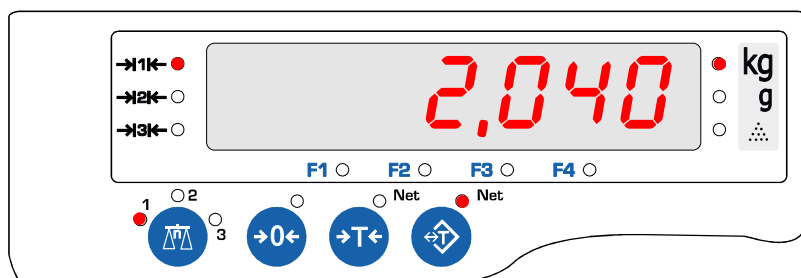 →|1|← kg
→|2|← g
→|3|←
2,040
F1 F2 F3 F4
1 2 3 n →0← →T← Net ⇔T Net